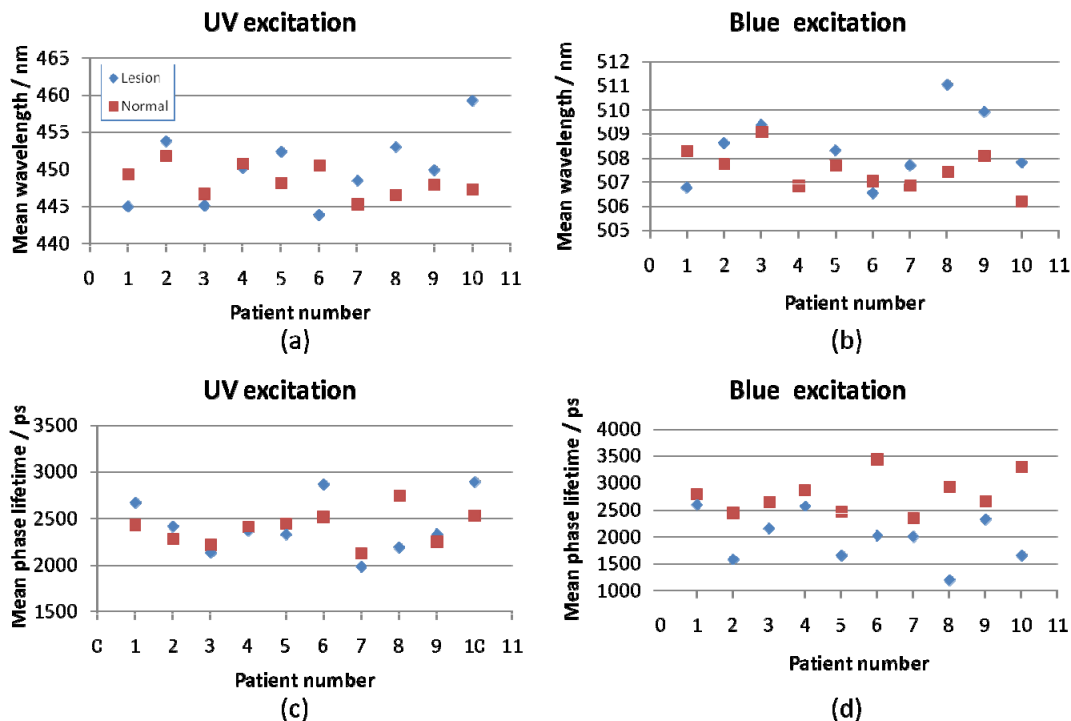 UV excitation
Mean wavelength / nm
465
460
455
450
445
440
Lesion
Normal
0 1 2 3 4 5 6 7 8 9 10 11
Patient number
(a)
Blue excitation
Mean wavelength / nm
512
511
510
509
508
507
506
505
0 1 2 3 4 5 6 7 8 9 10 11
Patient number
(b)
UV excitation
Mean phase lifetime / ps
3500
3000
2500
2000
1500
0 1 2 3 4 5 6 7 8 9 10 11
Patient number
(c)
Blue excitation
Mean phase lifetime / ps
4000
3500
3000
2500
2000
1500
1000
0 1 2 3 4 5 6 7 8 9 10 11
Patient number
(d)